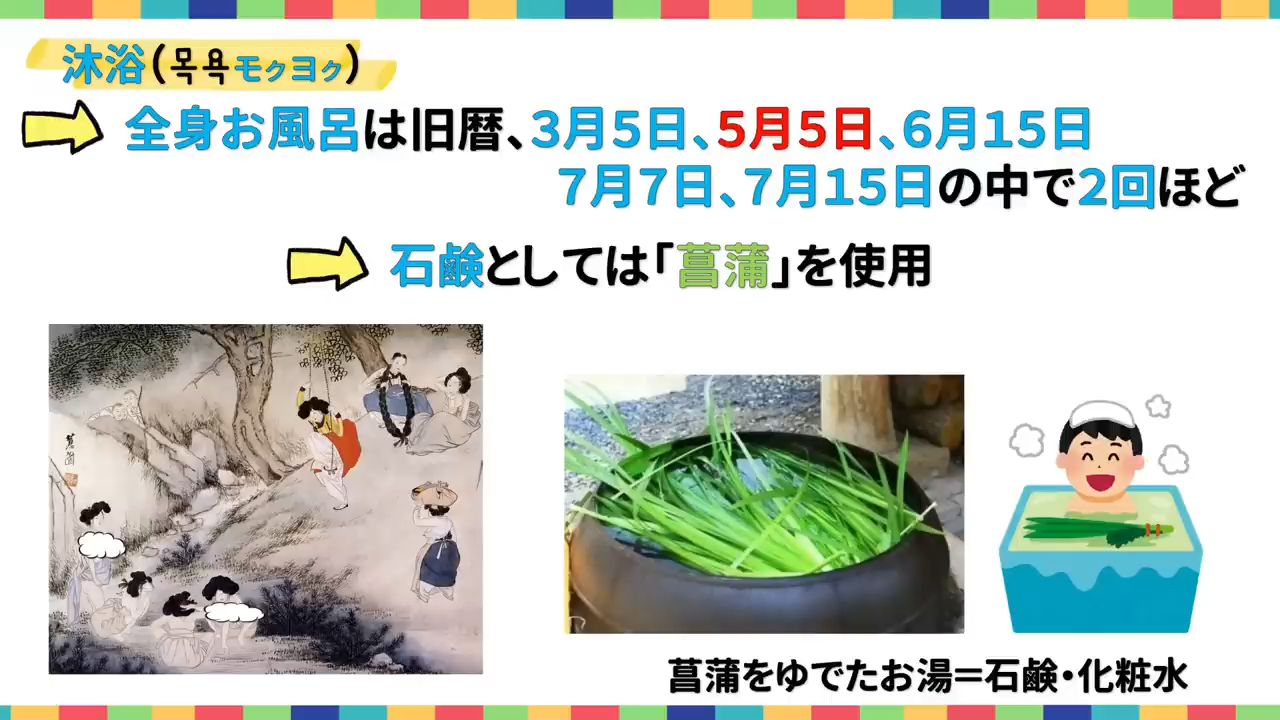 沐浴(목욕モクヨク)
全身お風呂は旧暦、3月5日、5月5日、6月15日
7月7日、7月15日の中で2回ほど
石鹸としては「菖蒲」を使用
蕙園
菖蒲をゆでたお湯=石鹸・化粧水